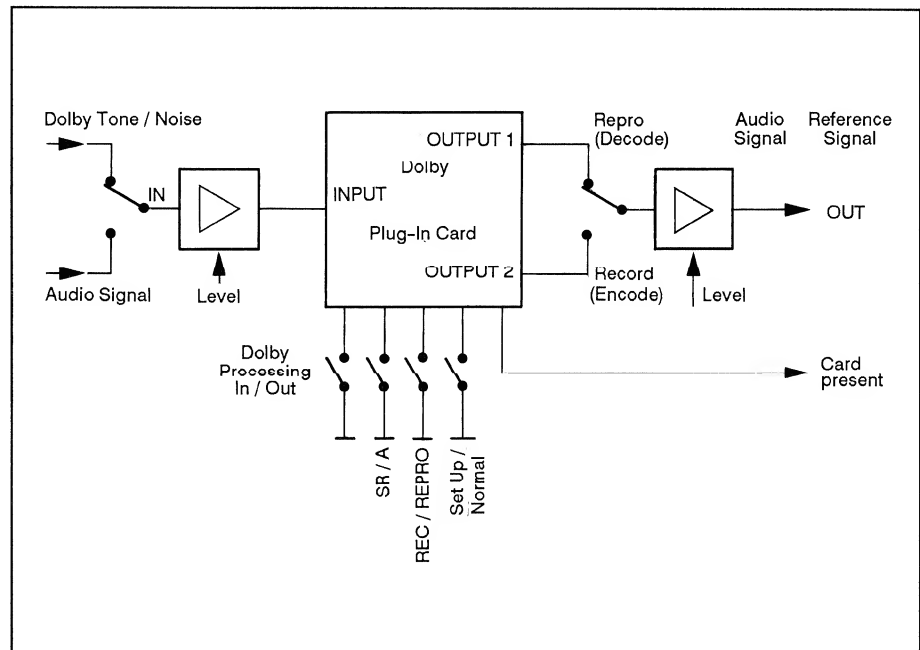 Dolby Tone / Noise
IN
Audio Signal
Level
INPUT
OUTPUT 1
Dolby
Plug-In Card
OUTPUT 2
Repro
(Decode)
Record
(Encode)
Level
Audio
Signal
Reference
Signal
OUT
Card
present
Dolby
Processing
In / Out
SR / A
REC / REPRO
Set Up /
Normal